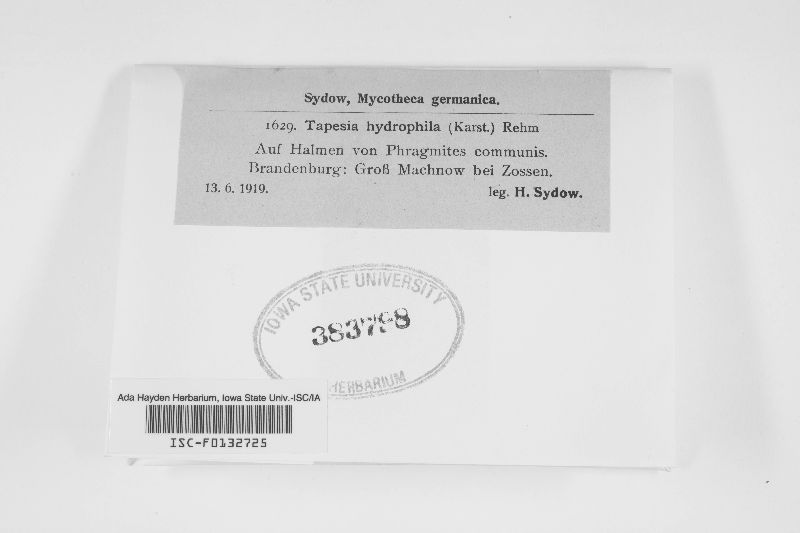 Sydow, Mycotheca germanica.
1629. Tapesia hydrophila (Karst.) Rehm
Auf Halmen von Phragmites communis.
Brandenburg: Groß Machnow bei Zossen.
13. 6. 1919. leg. H. Sydow.
IOWA STATE UNIVERSITY
HERBARIUM
Ada Hayden Herbarium, Iowa State Univ.-ISC/IA
ISC-F0132725